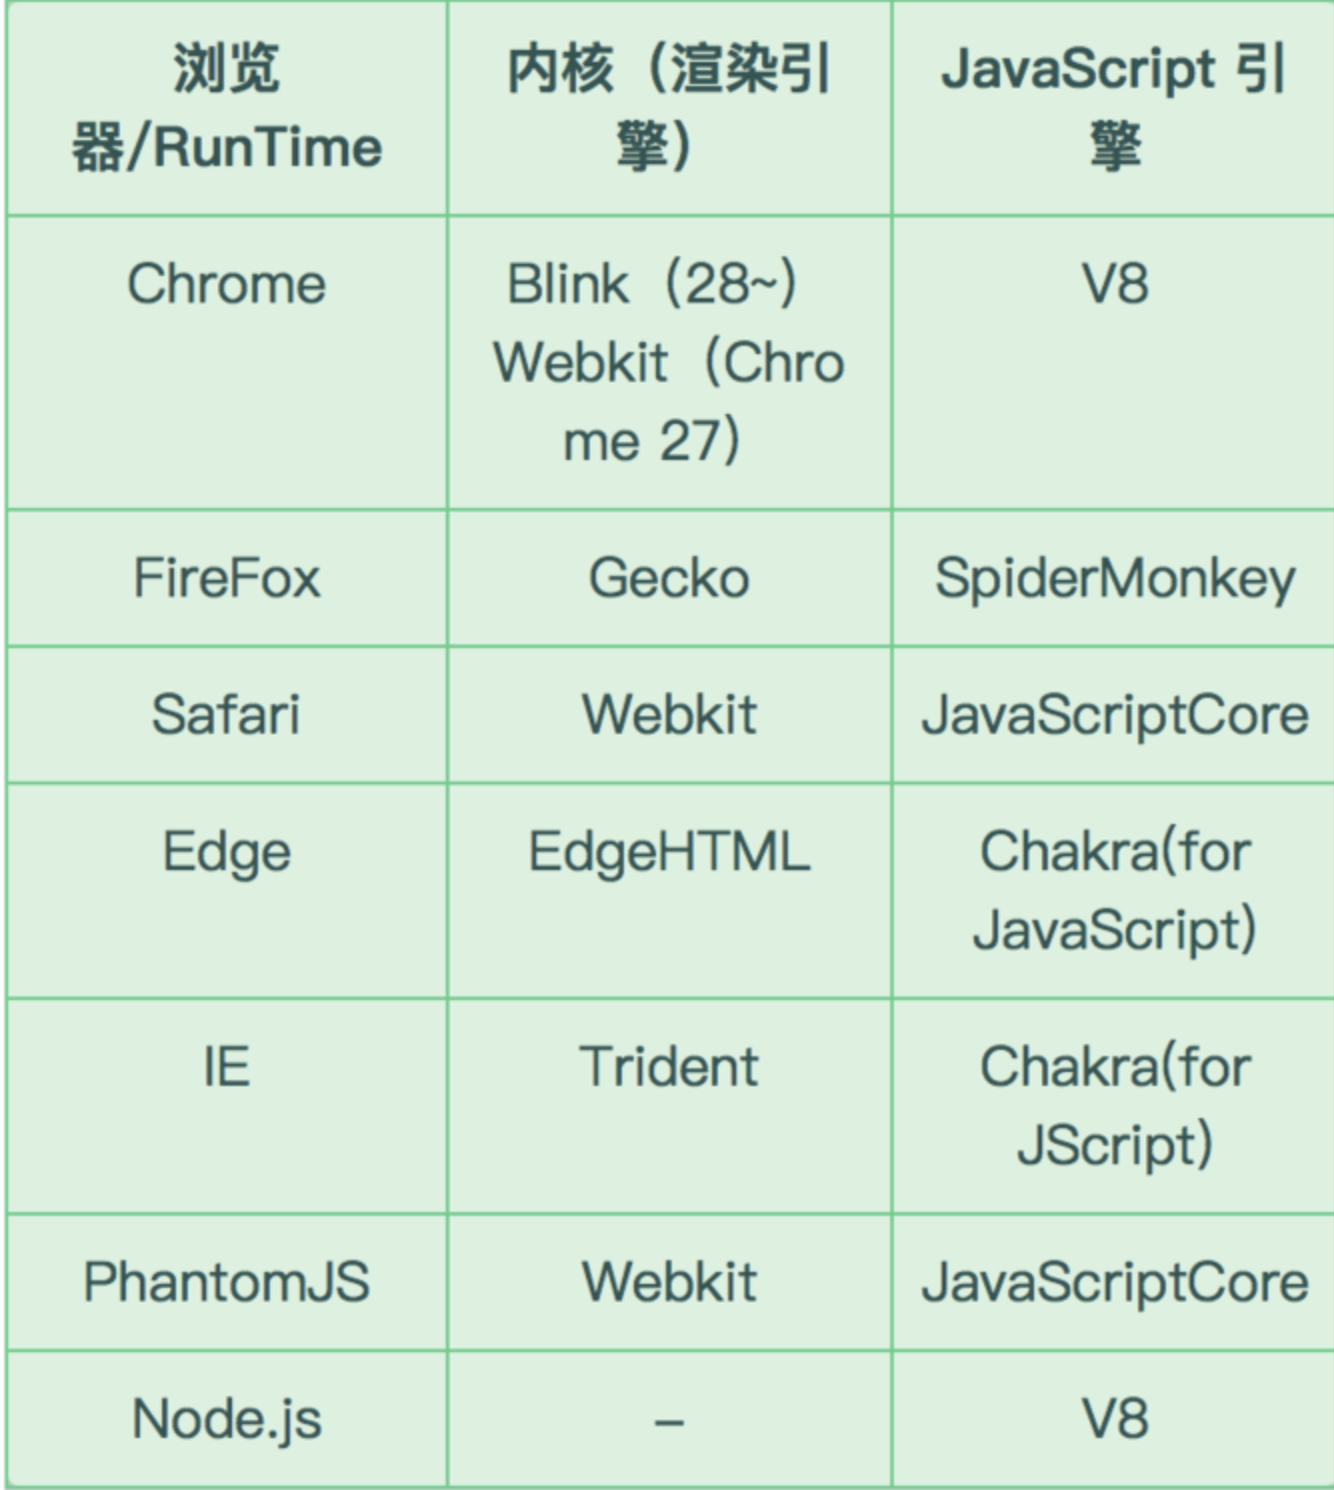 浏览
器/RunTime
内核（渲染引
擎）
JavaScript 引
擎
Chrome
Blink（28~）
Webkit（Chro
me 27）
V8
FireFox
Gecko
SpiderMonkey
Safari
Webkit
JavaScriptCore
Edge
EdgeHTML
Chakra(for
JavaScript)
IE
Trident
Chakra(for
JScript)
PhantomJS
Webkit
JavaScriptCore
Node.js
–
V8